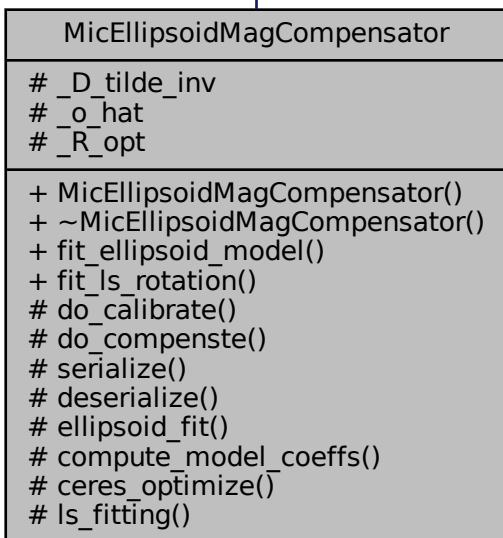 MicEllipsoidMagCompensator
# _D_tilde_inv
# _o_hat
# _R_opt
+ MicEllipsoidMagCompensator()
+ ~MicEllipsoidMagCompensator()
+ fit_ellipsoid_model()
+ fit_ls_rotation()
# do_calibrate()
# do_compenste()
# serialize()
# deserialize()
# ellipsoid_fit()
# compute_model_coeffs()
# ceres_optimize()
# ls_fitting()